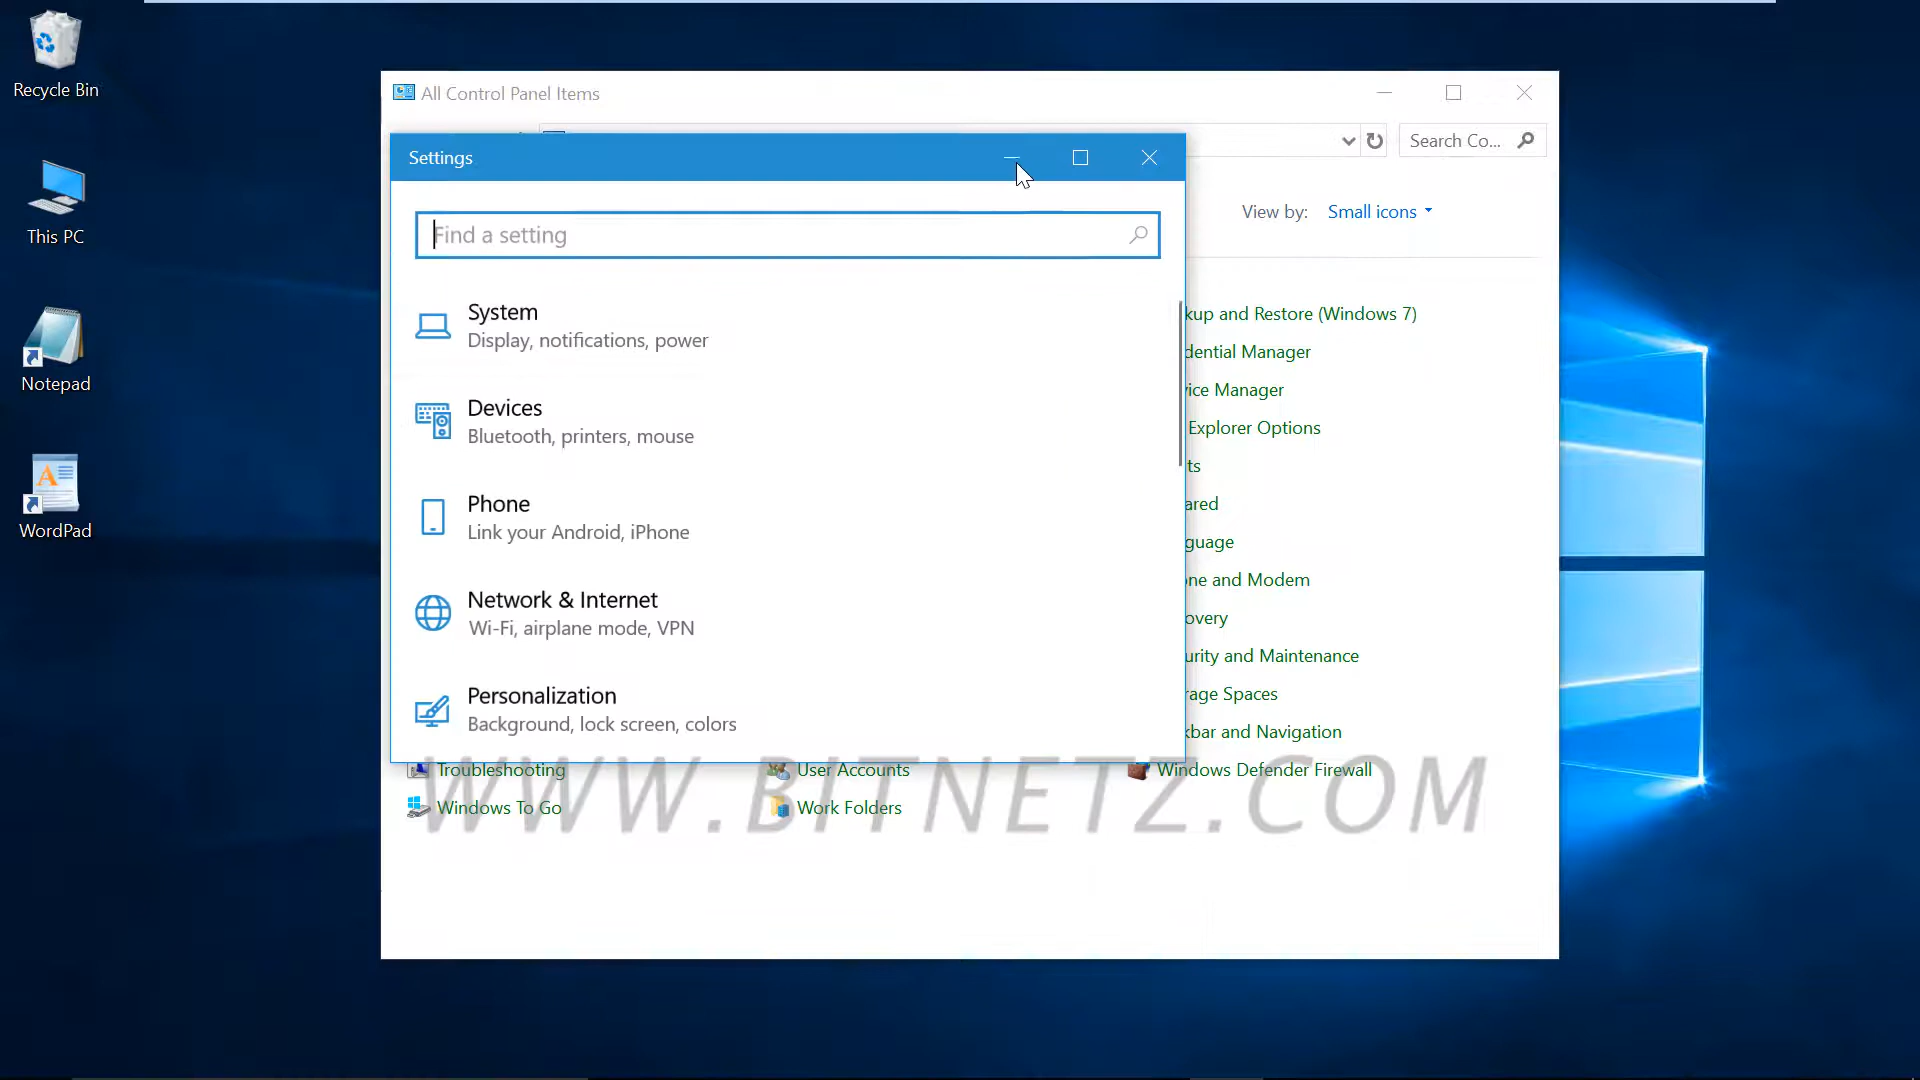 Recycle Bin
This PC
Notepad
WordPad
All Control Panel Items
Search Co...
Settings
View by: Small icons
Find a setting
System
Display, notifications, power
Devices
Bluetooth, printers, mouse
Phone
Link your Android, iPhone
Network & Internet
Wi-Fi, airplane mode, VPN
Personalization
Background, lock screen, colors
kup and Restore (Windows 7)
dential Manager
ice Manager
Explorer Options
ts
ared
guage
ne and Modem
overy
urity and Maintenance
rage Spaces
kbar and Navigation
Troubleshooting
User Accounts
Windows Defender Firewall
Windows To Go
Work Folders
WWW.BITNETZ.COM